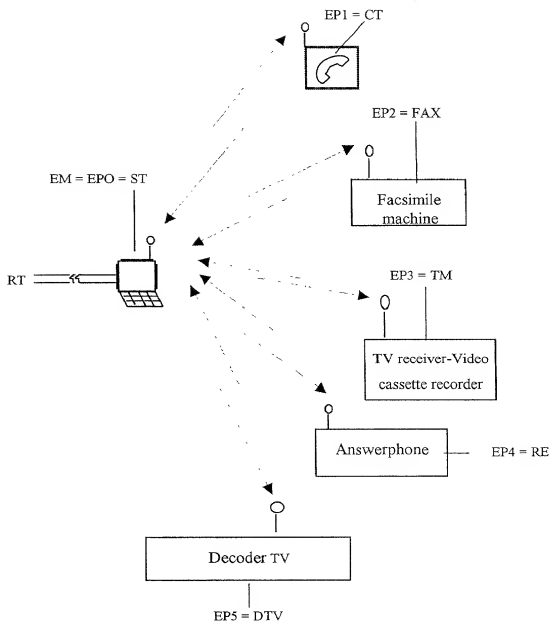 EP1 = CT
EP2 = FAX
Facsimile
machine
EM = EPO = ST
RT
EP3 = TM
TV receiver-Video
cassette recorder
Answerphone
EP4 = RE
Decoder TV
EP5 = DTV